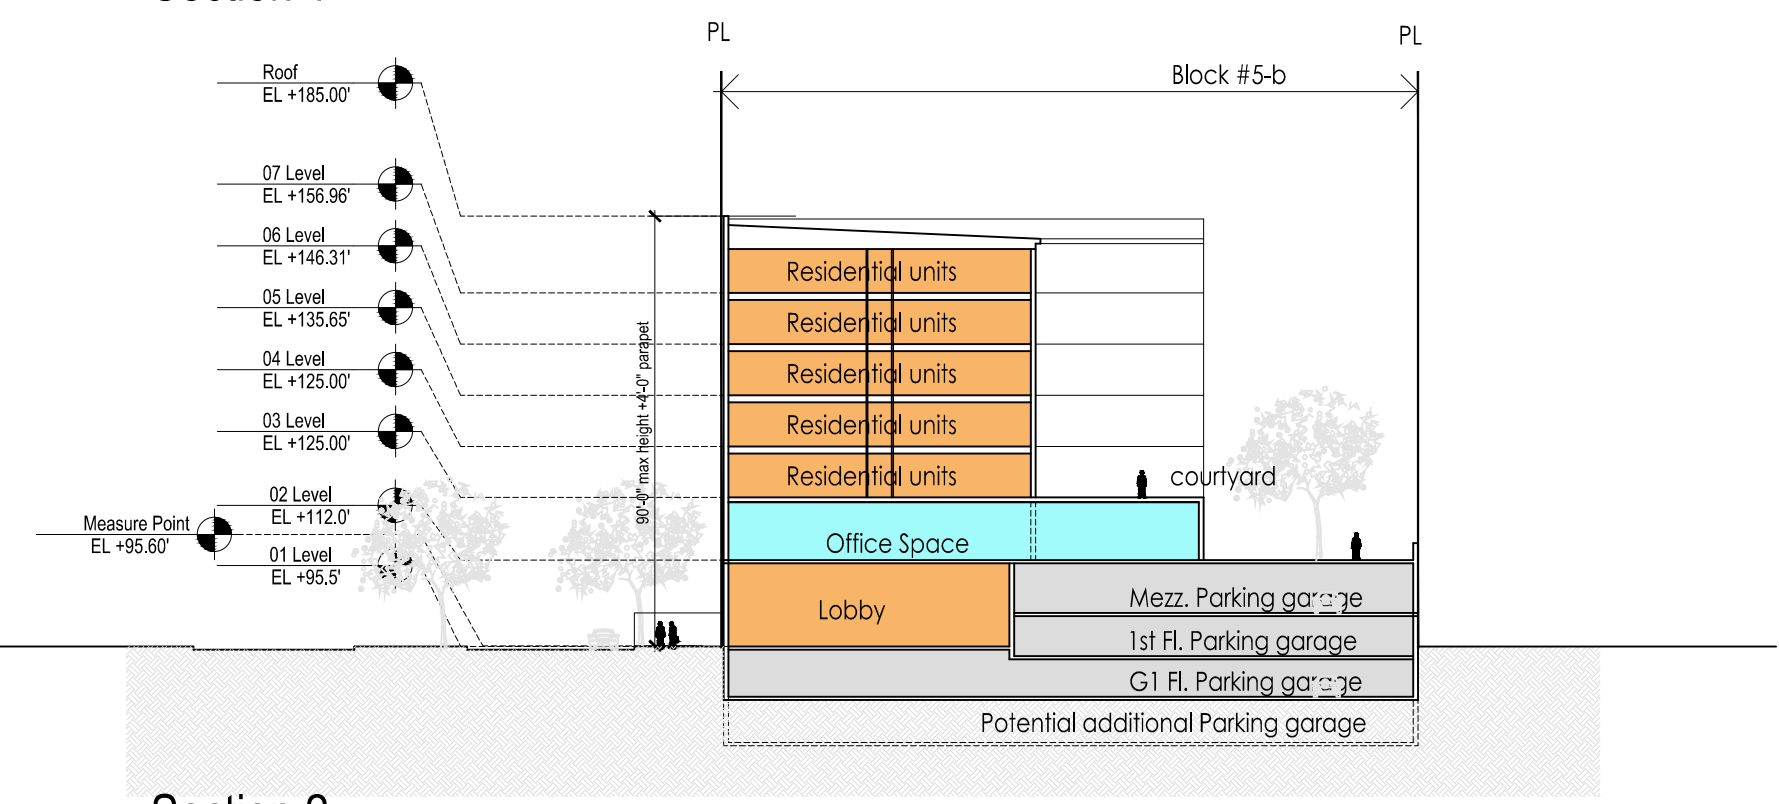 PL
PL
Block #5-b
Roof
EL +185.00'
07 Level
EL +156.96'
06 Level
EL +146.31'
05 Level
EL +135.65'
04 Level
EL +125.00'
03 Level
EL +125.00'
02 Level
EL +112.0'
Measure Point
EL +95.60'
01 Level
EL +95.5'
90'-0" max height +4'-0" parapet
Residential units
Residential units
Residential units
Residential units
Residential units
courtyard
Office Space
Lobby
Mezz. Parking garage
1st Fl. Parking garage
G1 Fl. Parking garage
Potential additional Parking garage